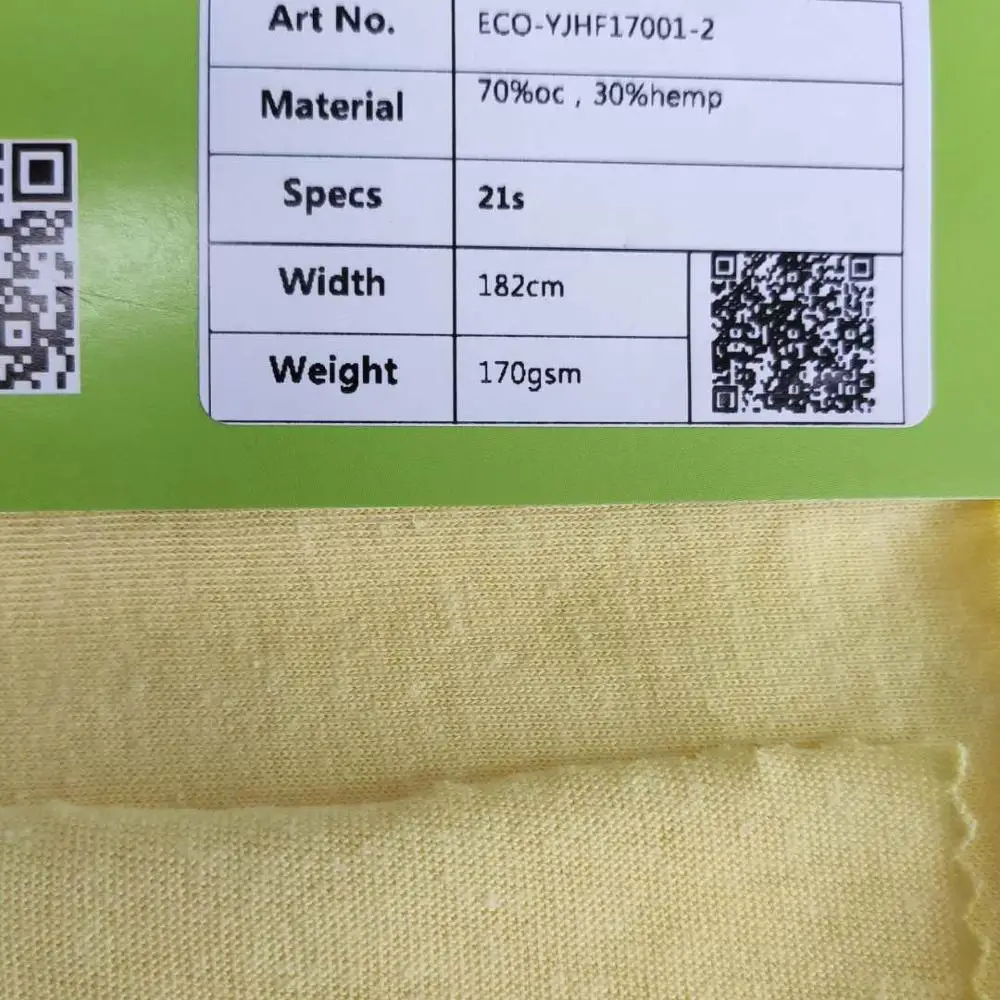 Art No. ECO-YJHF17001-2
Material 70%oc , 30%hemp
Specs 21s
Width 182cm
Weight 170gsm